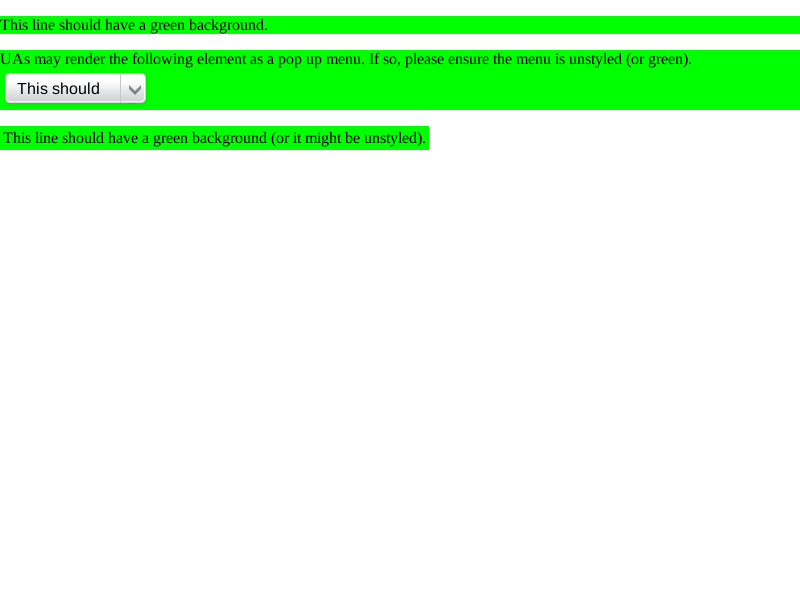 This line should have a green background.
UAs may render the following element as a pop up menu. If so, please ensure the menu is unstyled (or green).
This should
This line should have a green background (or it might be unstyled).